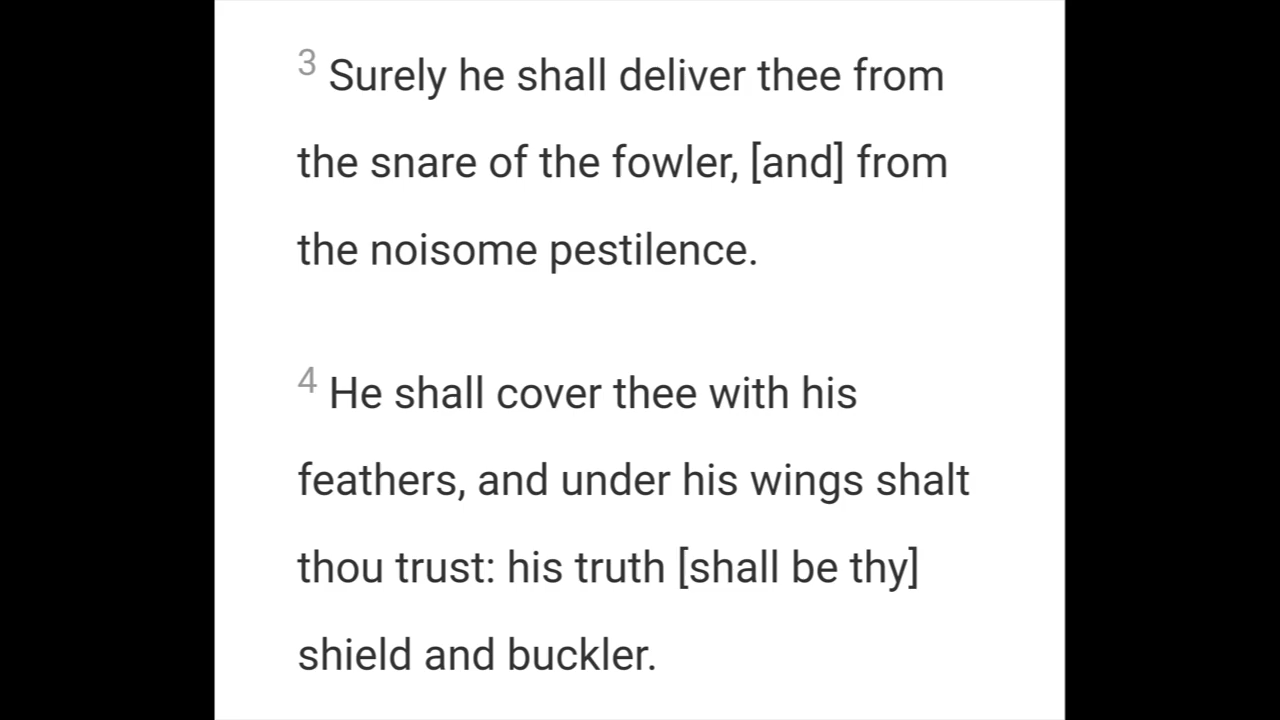 3 Surely he shall deliver thee from
the snare of the fowler, [and] from
the noisome pestilence.
4 He shall cover thee with his
feathers, and under his wings shalt
thou trust: his truth [shall be thy]
shield and buckler.